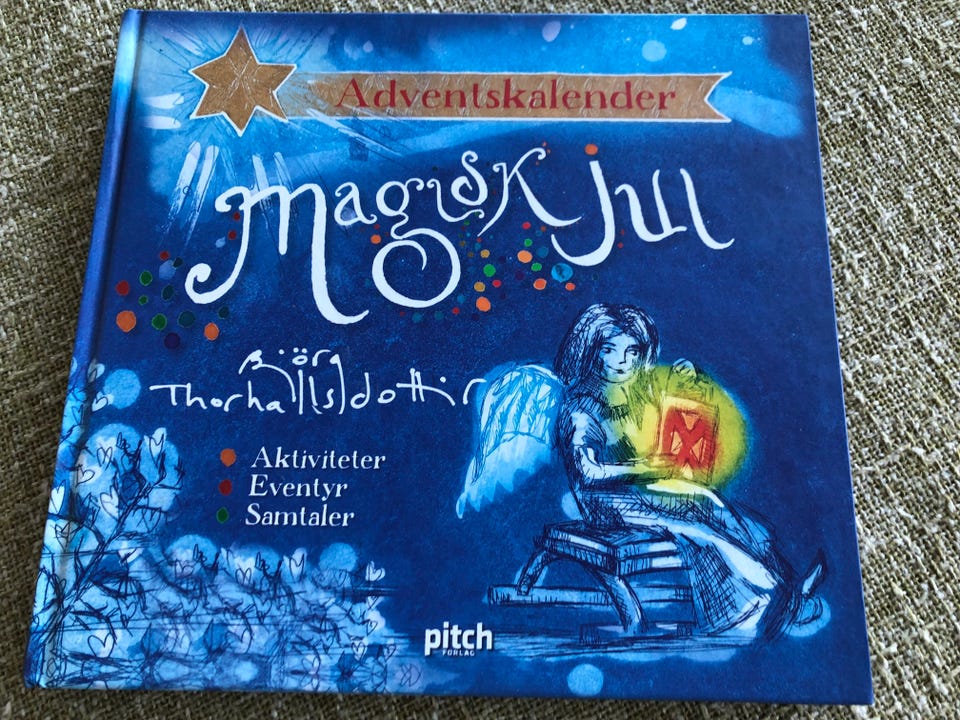 Adventskalender
Magisk jul
Björg
Thorhallsdottir
Aktiviteter
Eventyr
Samtaler
pitch
FORLAG